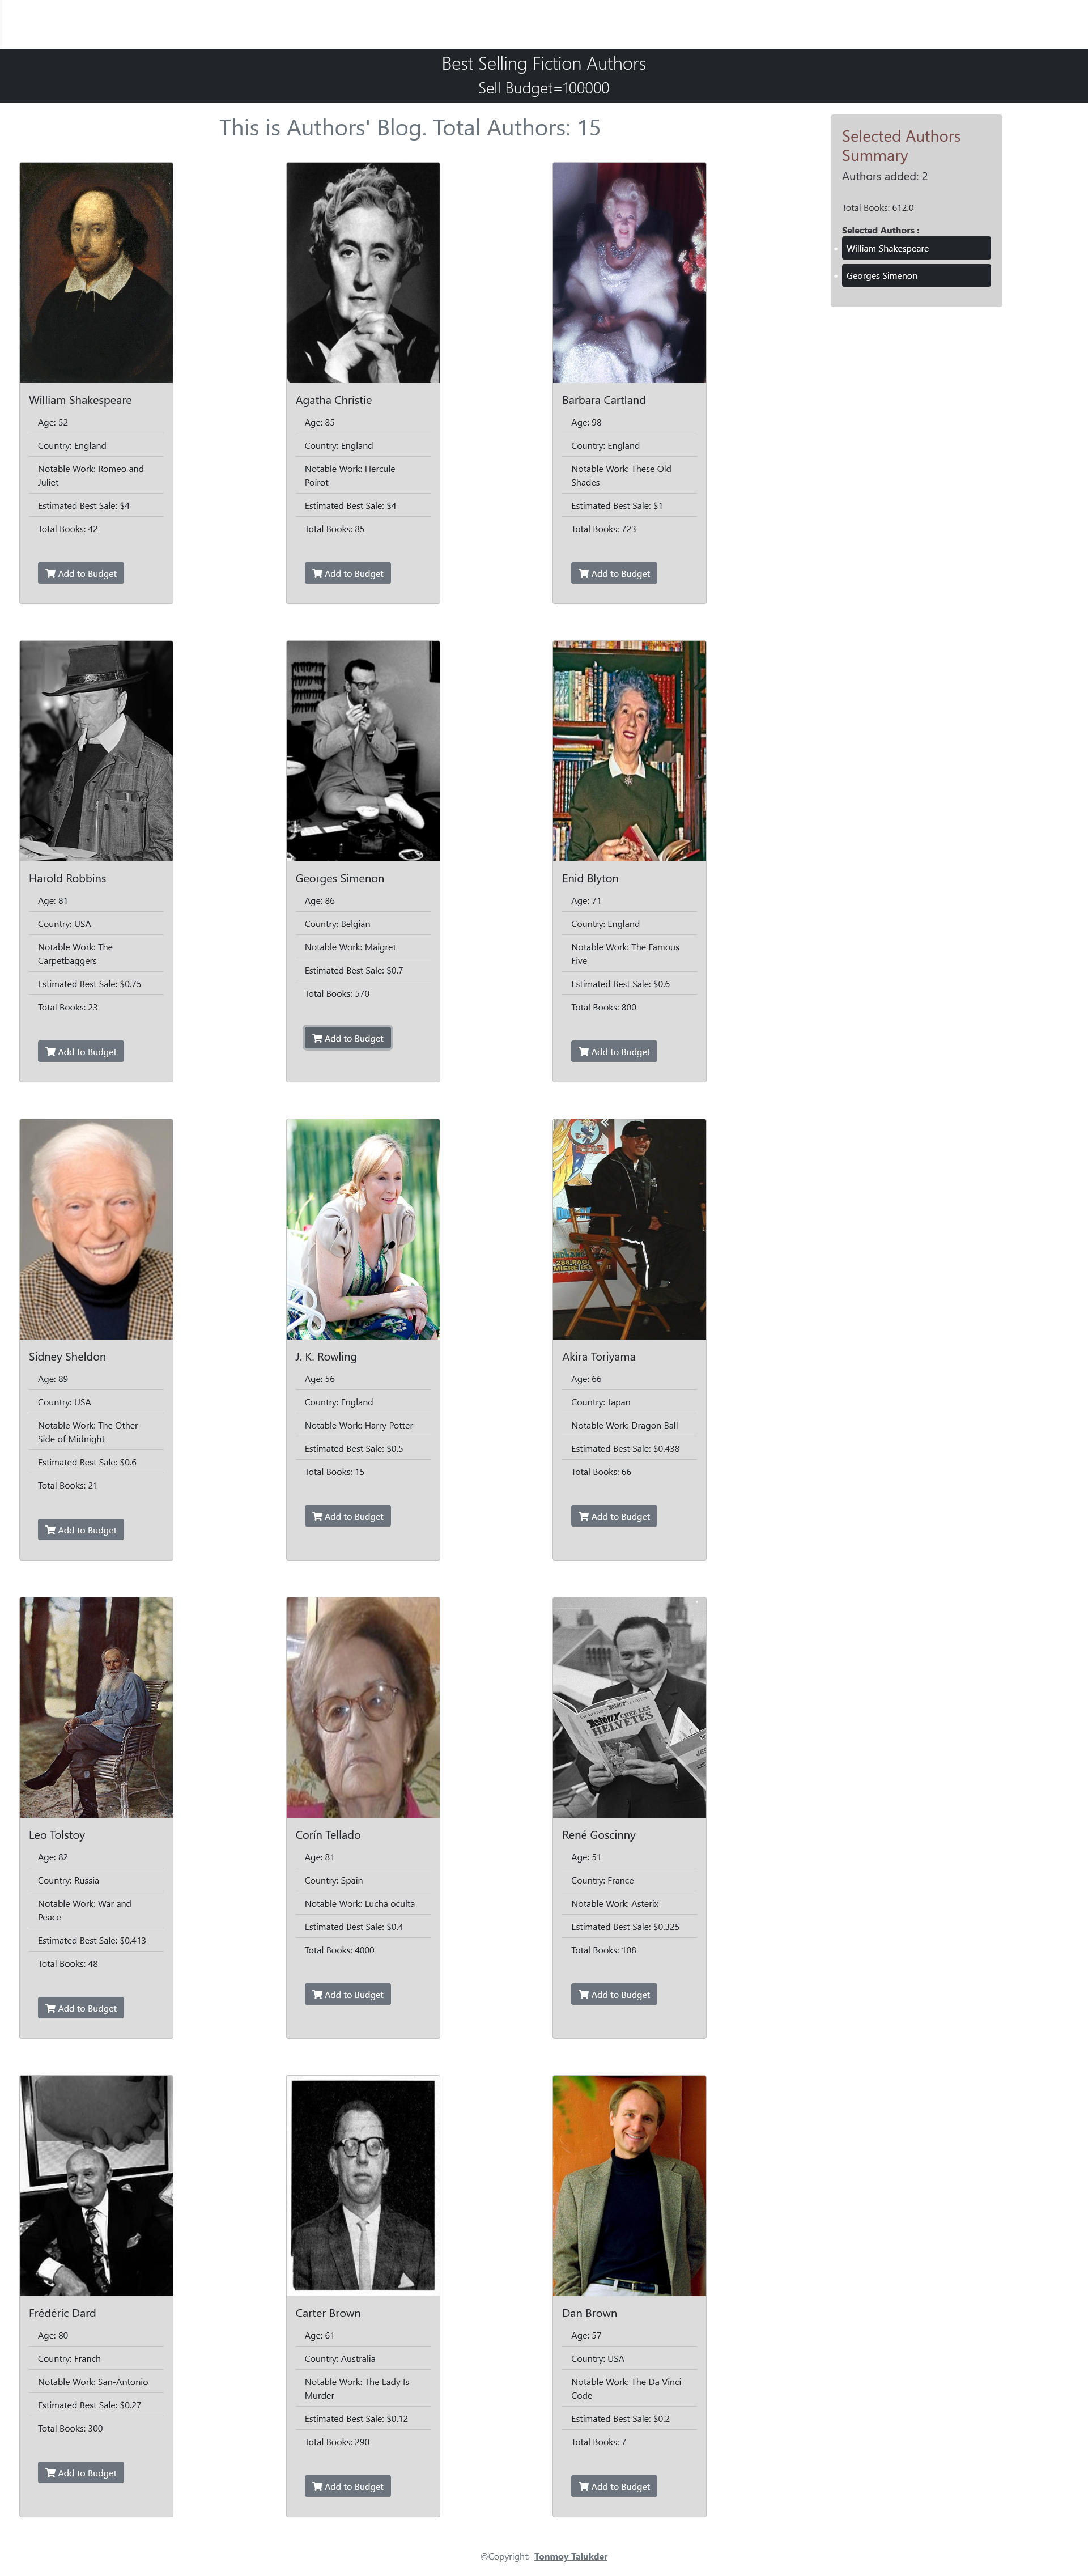 Best Selling Fiction Authors
Sell Budget=100000
This is Authors' Blog. Total Authors: 15
Selected Authors
Summary
Authors added: 2
Total Books: 612.0
Selected Authors :
William Shakespeare
Georges Simenon
William Shakespeare
Age: 52
Country: England
Notable Work: Romeo and
Juliet
Estimated Best Sale: $4
Total Books: 42
Add to Budget
Agatha Christie
Age: 85
Country: England
Notable Work: Hercule
Poirot
Estimated Best Sale: $4
Total Books: 85
Add to Budget
Barbara Cartland
Age: 98
Country: England
Notable Work: These Old
Shades
Estimated Best Sale: $1
Total Books: 723
Add to Budget
Harold Robbins
Age: 81
Country: USA
Notable Work: The
Carpetbaggers
Estimated Best Sale: $0.75
Total Books: 23
Add to Budget
Georges Simenon
Age: 86
Country: Belgian
Notable Work: Maigret
Estimated Best Sale: $0.7
Total Books: 570
Add to Budget
Enid Blyton
Age: 71
Country: England
Notable Work: The Famous
Five
Estimated Best Sale: $0.6
Total Books: 800
Add to Budget
Sidney Sheldon
Age: 89
Country: USA
Notable Work: The Other
Side of Midnight
Estimated Best Sale: $0.6
Total Books: 21
Add to Budget
J. K. Rowling
Age: 56
Country: England
Notable Work: Harry Potter
Estimated Best Sale: $0.5
Total Books: 15
Add to Budget
288-PAG
Akira Toriyama
Age: 66
Country: Japan
Notable Work: Dragon Ball
Estimated Best Sale: $0.438
Total Books: 66
Add to Budget
Leo Tolstoy
Age: 82
Country: Russia
Notable Work: War and
Peace
Estimated Best Sale: $0.413
Total Books: 48
Add to Budget
Corín Tellado
Age: 81
Country: Spain
Notable Work: Lucha oculta
Estimated Best Sale: $0.4
Total Books: 4000
Add to Budget
Astérix
CHEZ LES
HELVETES
René Goscinny
Age: 51
Country: France
Notable Work: Asterix
Estimated Best Sale: $0.325
Total Books: 108
Add to Budget
Frédéric Dard
Age: 80
Country: Franch
Notable Work: San-Antonio
Estimated Best Sale: $0.27
Total Books: 300
Add to Budget
Carter Brown
Age: 61
Country: Australia
Notable Work: The Lady Is
Murder
Estimated Best Sale: $0.12
Total Books: 290
Add to Budget
Dan Brown
Age: 57
Country: USA
Notable Work: The Da Vinci
Code
Estimated Best Sale: $0.2
Total Books: 7
Add to Budget
©Copyright: Tonmoy Talukder